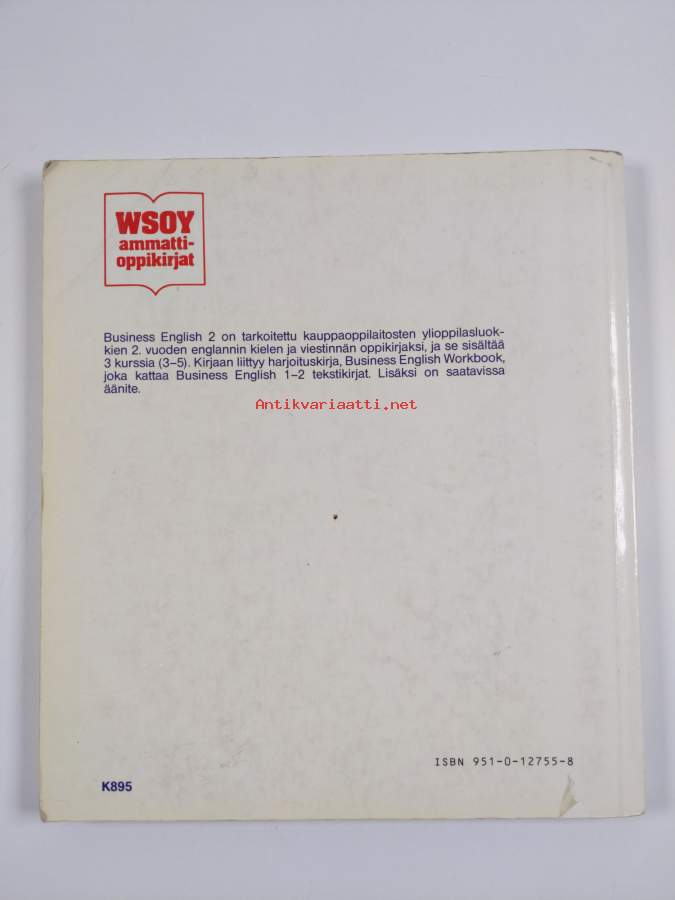 WSOY
ammatti-
oppikirjat
Business English 2 on tarkoitettu kauppaoppilaitosten ylioppilasluok-
kien 2. vuoden englannin kielen ja viestinnän oppikirjaksi, ja se sisältää
3 kurssia (3–5). Kirjaan liittyy harjoituskirja, Business English Workbook,
joka kattaa Business English 1–2 tekstikirjat. Lisäksi on saatavissa
äänite.
Antikvariaatti.net
ISBN 951-0-12755-8
K895